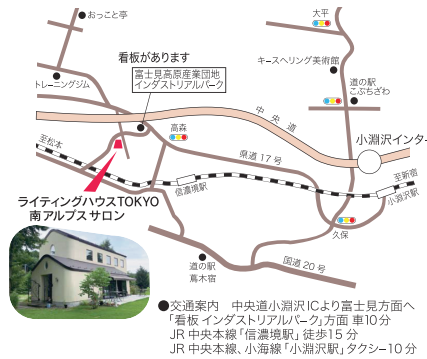 おっこと亭
大平
看板があります
富士見高原産業団地
インダストリアルパーク
キースヘリング美術館
道の駅
こぶちざわ
トレーニングジム
高森
中央道
小淵沢インター
至松本
県道17号
至新宿
信濃境駅
小淵沢駅
ライティングハウスTOKYO
南アルプスサロン
久保
道の駅
蔦木宿
国道20号
●交通案内　中央道小淵沢ICより富士見方面へ
「看板 インダストリアルパーク」方面 車10分
JR 中央本線「信濃境駅」徒歩15分
JR 中央本線、小海線「小淵沢駅」タクシー10分